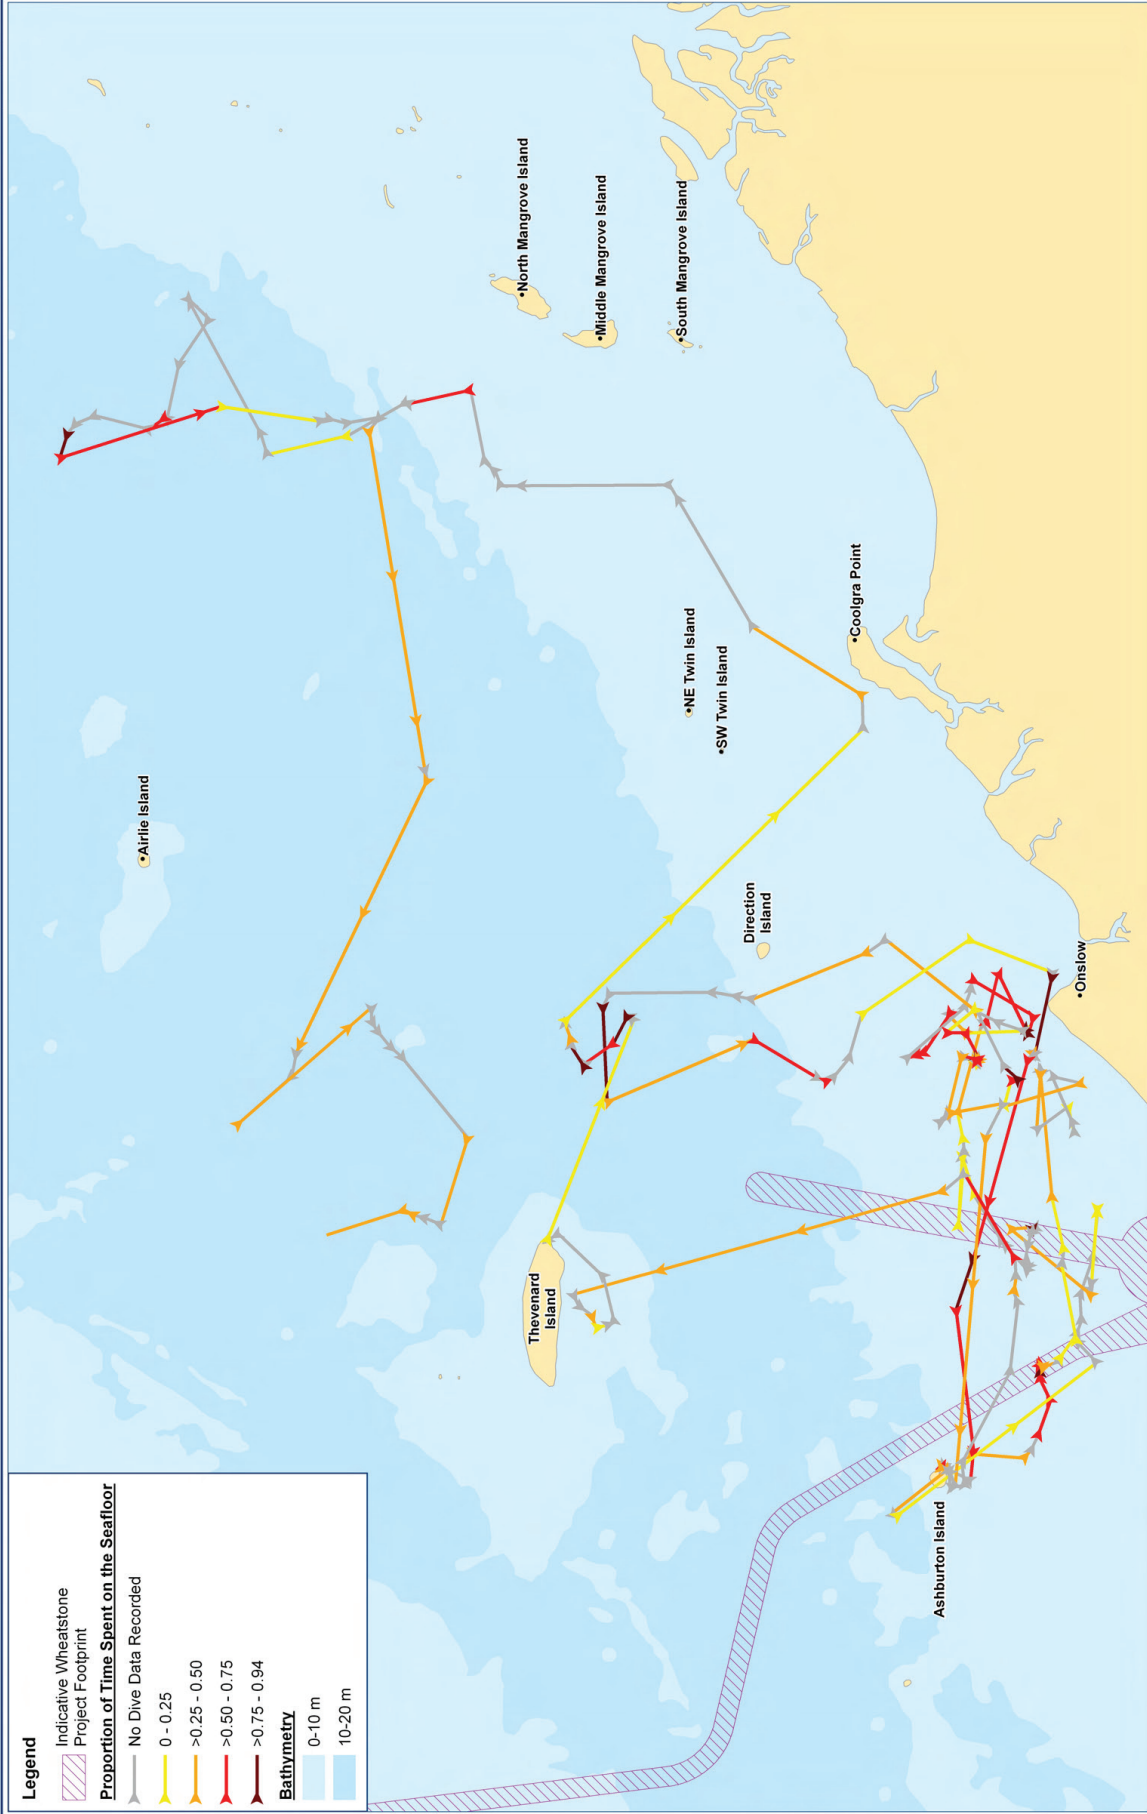 Legend
Indicative Wheatstone
Project Footprint
Proportion of Time Spent on the Seafloor
No Dive Data Recorded
0 - 0.25
>0.25 - 0.50
>0.50 - 0.75
>0.75 - 0.94
Bathymetry
0-10 m
10-20 m
Airlie Island
North Mangrove Island
Middle Mangrove Island
South Mangrove Island
NE Twin Island
SW Twin Island
Coolgra Point
Direction
Island
Thevenard
Island
Onslow
Ashburton Island